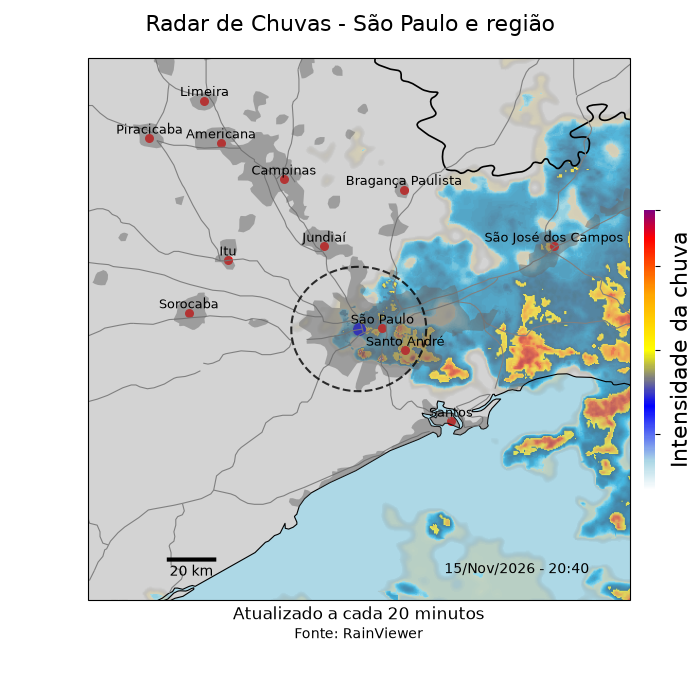 Radar de Chuvas - São Paulo e região
Limeira
Piracicaba
Americana
Campinas
Bragança Paulista
Jundiaí
São José dos Campos
Itu
Sorocaba
São Paulo
Santo André
Santos
Intensidade da chuva
15/Nov/2026 - 20:40
20 km
Atualizado a cada 20 minutos
Fonte: RainViewer